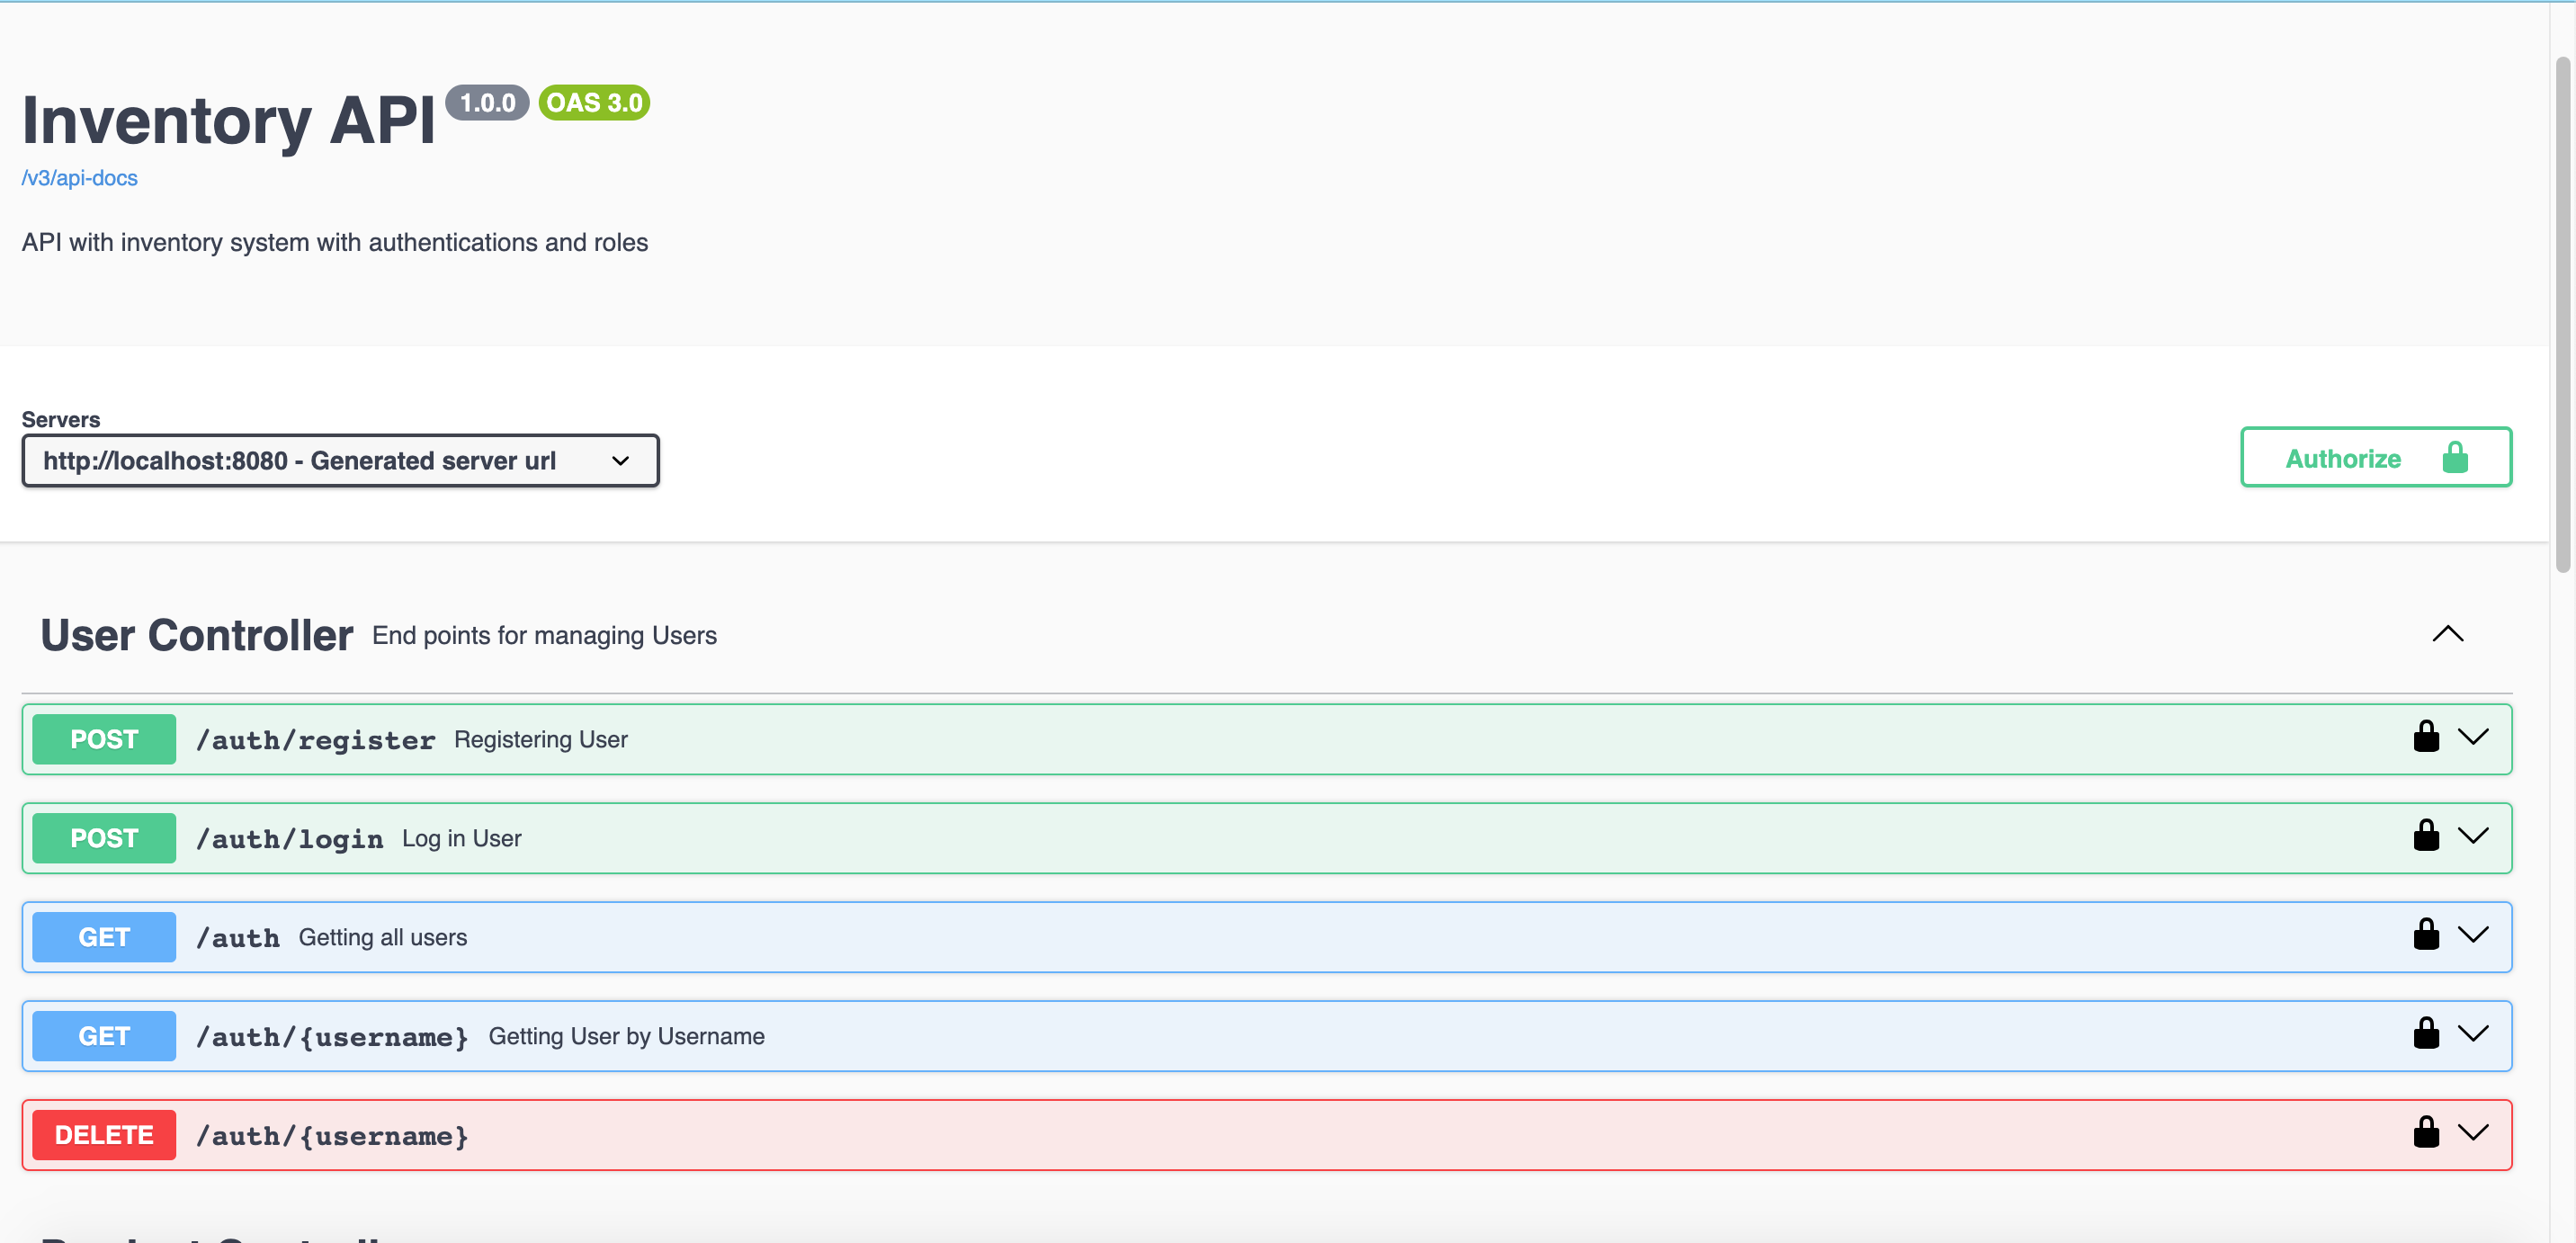 Inventory API 1.0.0 OAS 3.0
/v3/api-docs
API with inventory system with authentications and roles
Servers
http://localhost:8080 - Generated server url
Authorize
User Controller End points for managing Users
POST /auth/register Registering User
POST /auth/login Log in User
GET /auth Getting all users
GET /auth/{username} Getting User by Username
DELETE /auth/{username}